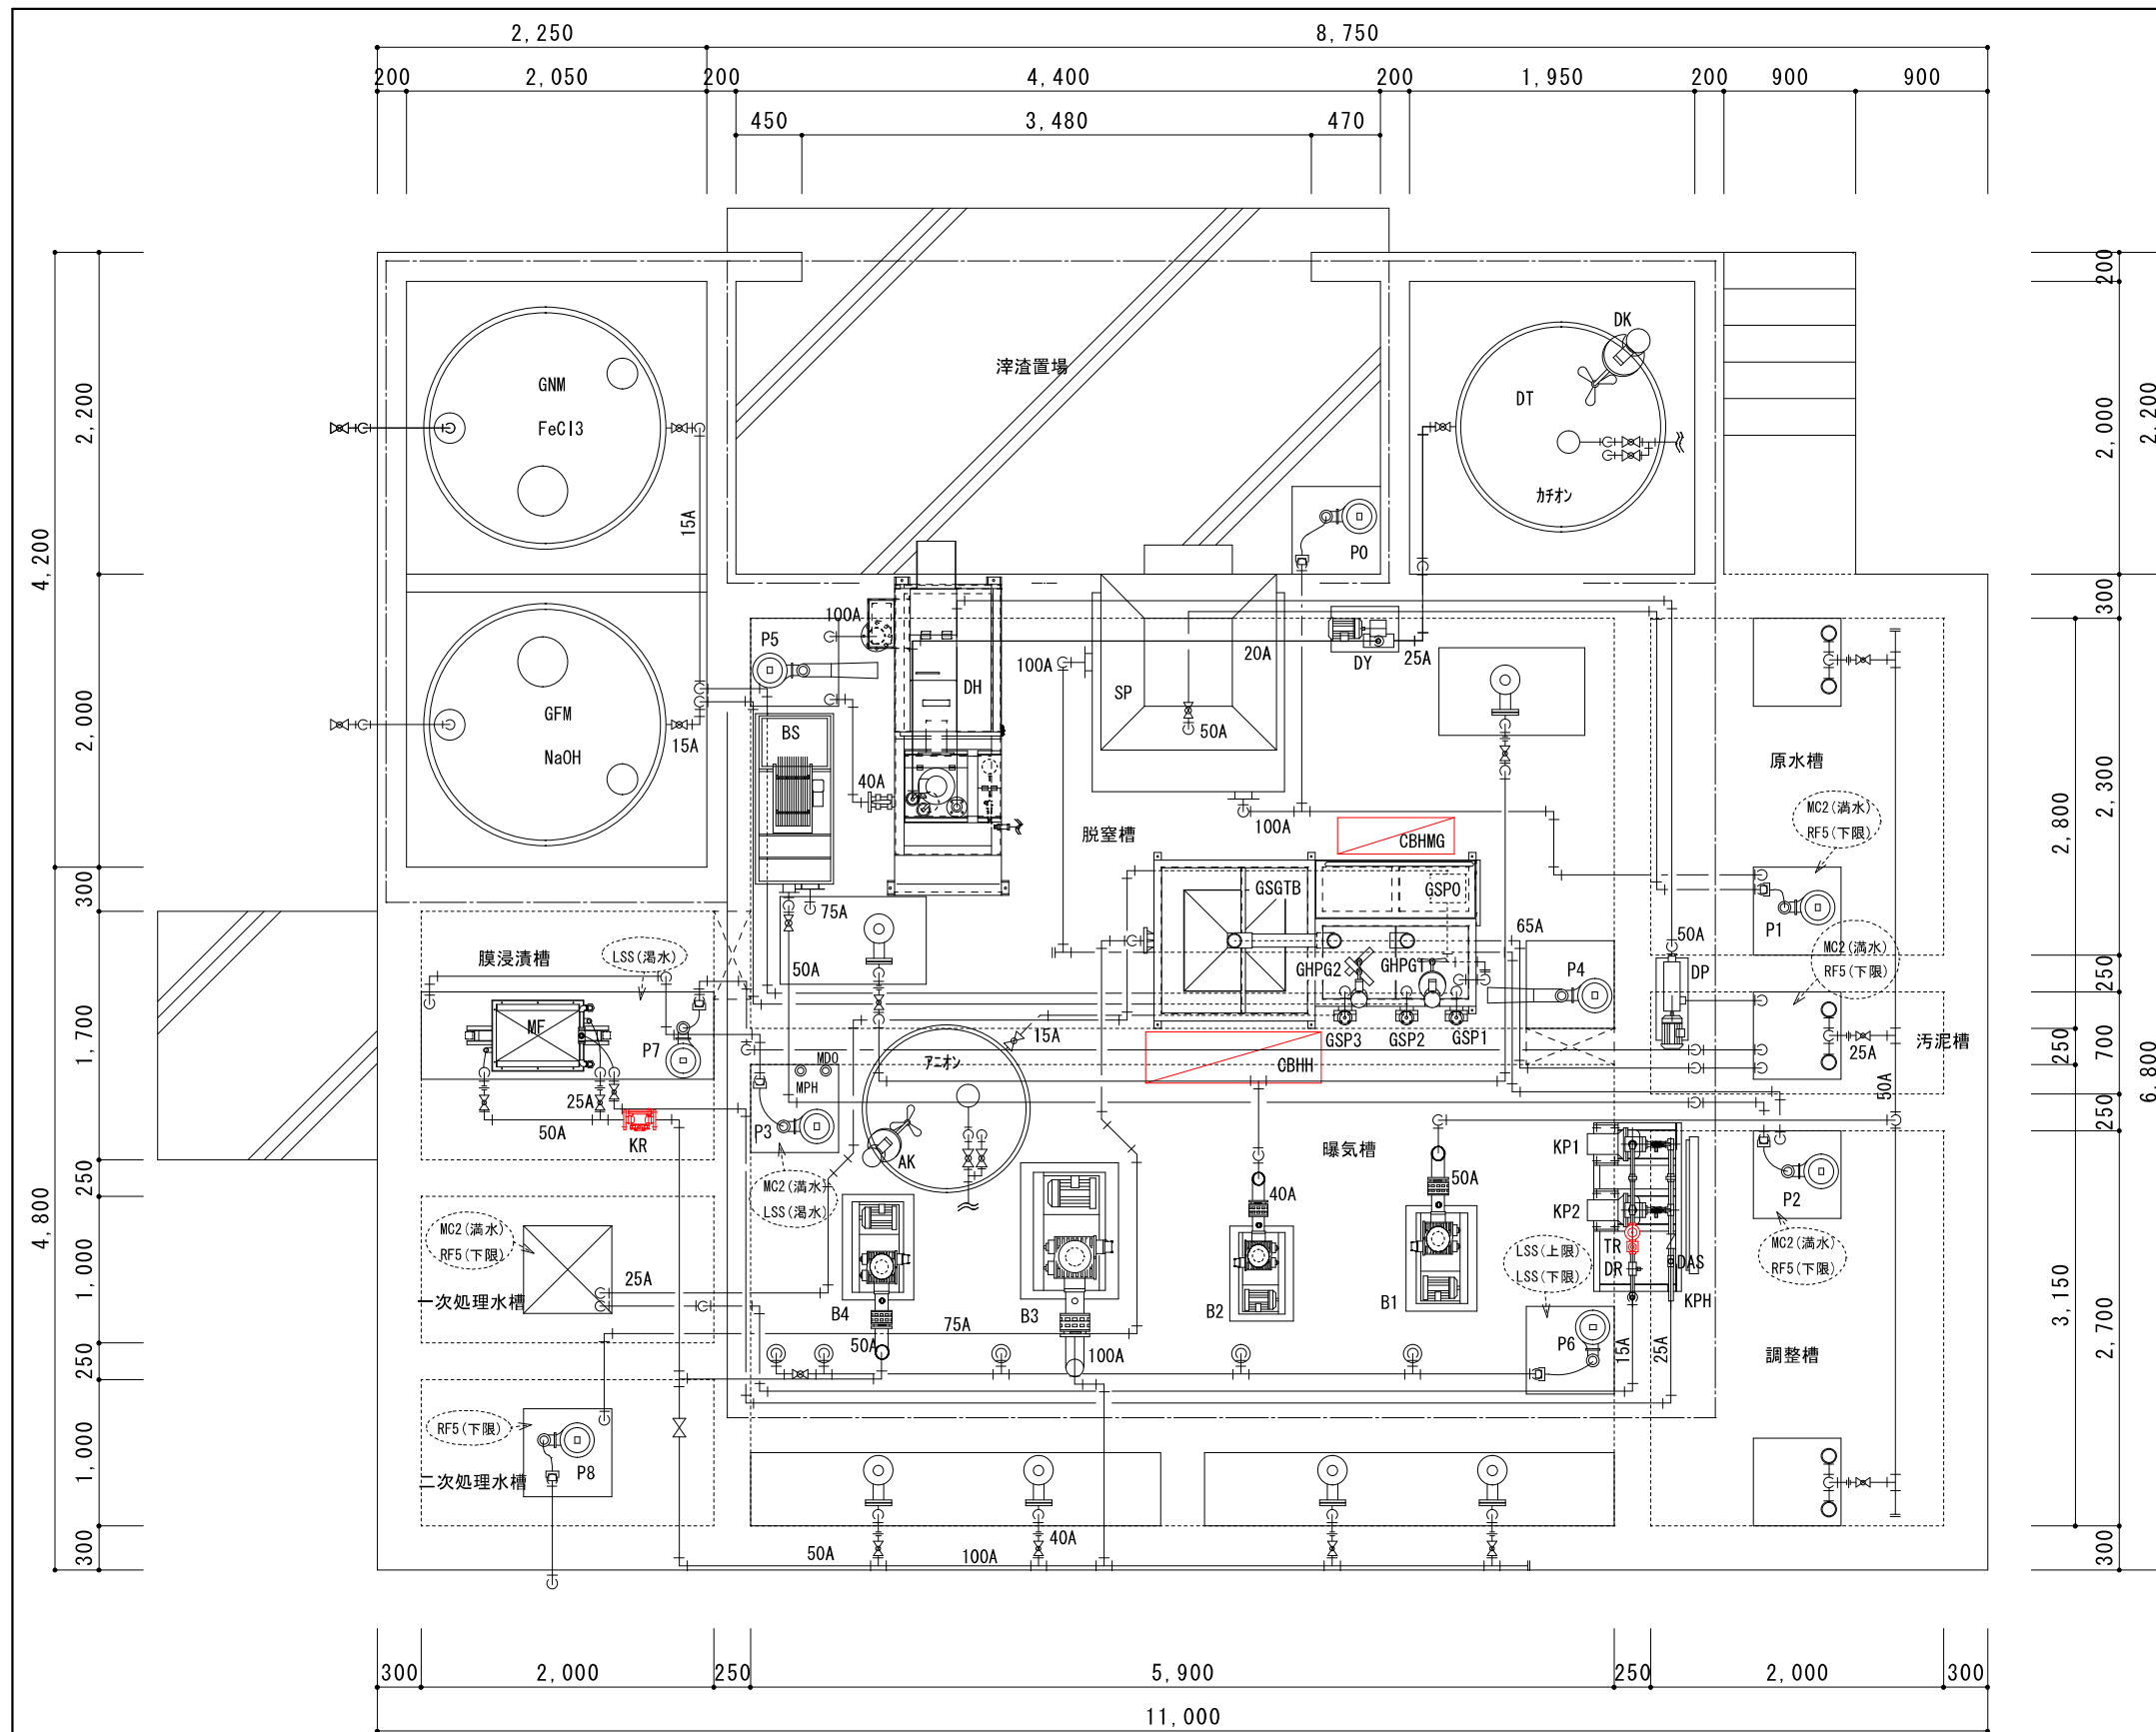 2,250
8,750
200
2,050
200
4,400
200
1,950
200
900
900
450
3,480
470
4,200
4,800
2,200
2,000
300
1,700
250
1,000
250
1,000
300
GNM
FeCl3
15A
GFM
NaOH
15A
滓渣置場
P0
DK
DT
カチオン
100A
P5
DH
BS
40A
75A
50A
100A
SP
20A
50A
DY
25A
100A
脱窒槽
CBHMG
GSGTB
GSP0
GHPG2
GHPG1
GSP3
GSP2
GSP1
65A
P4
CBHH
原水槽
MC2(満水)
RF5(下限)
P1
50A
DP
MC2(満水)
RF5(下限)
25A
汚泥槽
50A
膜浸漬槽
LSS(渇水)
MF
P7
25A
50A
KR
MDO
MPH
P3
MC2(満水)
LSS(渇水)
アニオン
15A
AK
曝気槽
B4
50A
B3
100A
B2
40A
B1
50A
KP1
KP2
TR
DR
DAS
KPH
LSS(上限)
LSS(下限)
P6
15A
25A
P2
MC2(満水)
RF5(下限)
調整槽
MC2(満水)
RF5(下限)
一次処理水槽
25A
75A
RF5(下限)
P8
二次処理水槽
50A
100A
40A
200
2,000
2,200
300
2,300
2,800
250
700
250
250
6,800
3,150
2,700
300
300
2,000
250
5,900
250
2,000
300
11,000